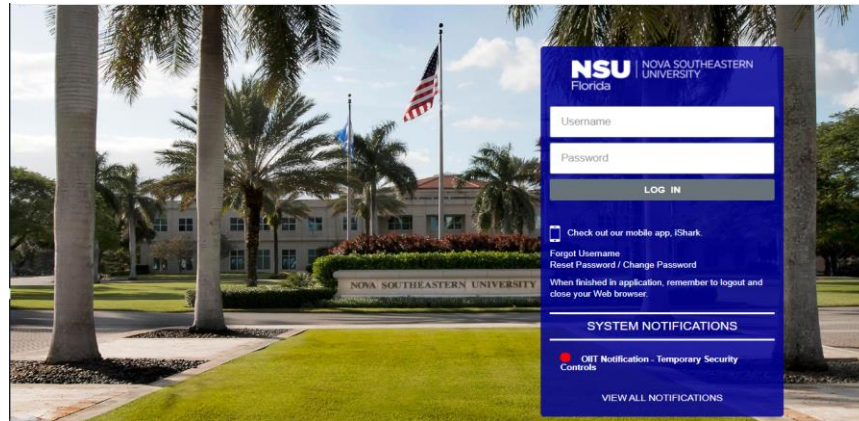 NSU
Florida
NOVA SOUTHEASTERN
UNIVERSITY
Username
Password
LOG IN
Check out our mobile app, iShark.
Forgot Username
Reset Password / Change Password
When finished in application, remember to logout and
close your Web browser.
NOVA SOUTHEASTERN UNIVERSITY
SYSTEM NOTIFICATIONS
OIIT Notification - Temporary Security
Controls
VIEW ALL NOTIFICATIONS